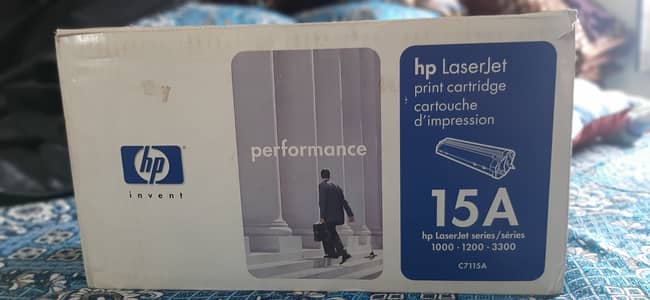 hp
invent
performance
hp LaserJet
print cartridge
cartouche
d'impression
15A
hp LaserJet series/séries
1000 · 1200 · 3300
C7115A